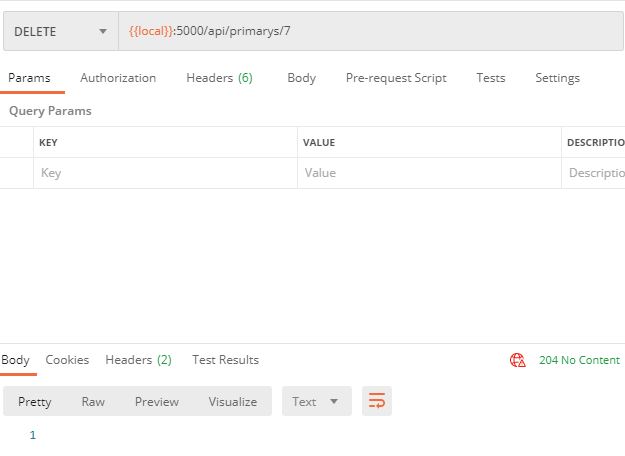 DELETE {{local}}:5000/api/primarys/7
Params Authorization Headers (6) Body Pre-request Script Tests Settings
Query Params
KEY VALUE DESCRIPTIO
Key Value Descriptio
Body Cookies Headers (2) Test Results 204 No Content
Pretty Raw Preview Visualize Text
1